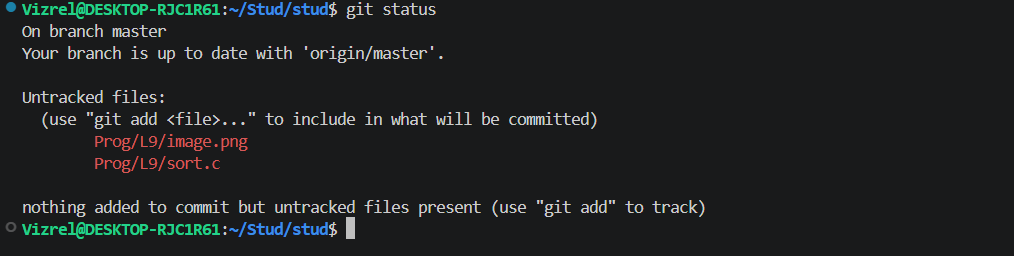 Vizrel@DESKTOP-RJC1R61:~/Stud/stud$ git status
On branch master
Your branch is up to date with 'origin/master'.
Untracked files:
(use "git add <file>..." to include in what will be committed)
Prog/L9/image.png
Prog/L9/sort.c
nothing added to commit but untracked files present (use "git add" to track)
Vizrel@DESKTOP-RJC1R61:~/Stud/stud$